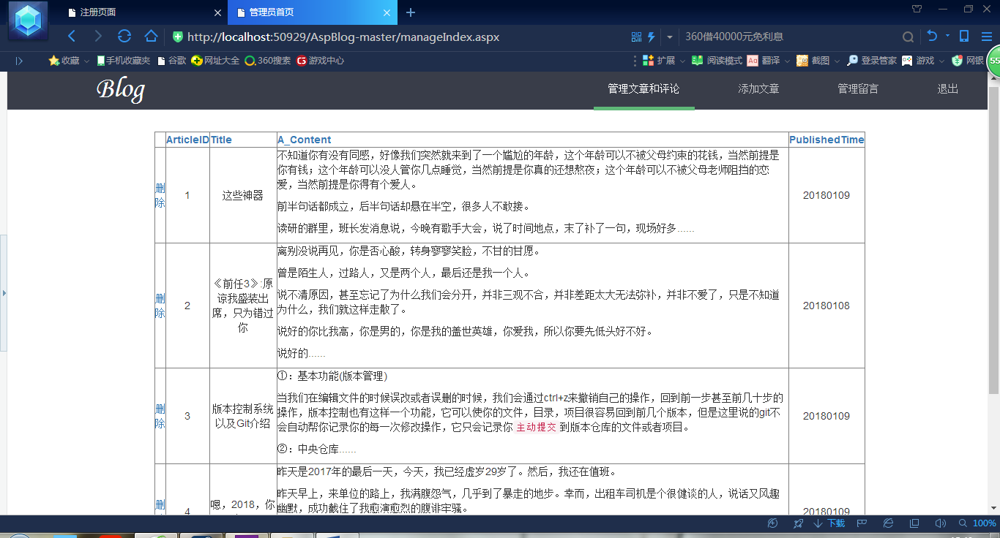 注册页面
管理员首页
http://localhost:50929/AspBlog-master/manageIndex.aspx
360借40000元免利息
收藏 手机收藏夹 谷歌 网址大全 360搜索 游戏中心
扩展 阅读模式 翻译 截图 登录管家 游戏 网银
55
Blog
管理文章和评论
添加文章
管理留言
退出
ArticleID Title A_Content PublishedTime
删除
1
这些神器
不知道你有没有同感，好像我们突然就来到了一个尴尬的年龄，这个年龄可以不被父母约束的花钱，当然前提是
你有钱；这个年龄可以没人管你几点睡觉，当然前提是你真的还想熬夜；这个年龄可以不被父母老师阻挡的恋
爱，当然前提是你得有个爱人。
前半句话都成立，后半句话却悬在半空，很多人不敢接。
读研的群里，班长发消息说，今晚有歌手大会，说了时间地点，末了补了一句，现场好多......
20180109
删除
2
《前任3》:原
谅我盛装出
席，只为错过
你
离别没说再见，你是否心酸，转身寥寥笑脸，不甘的甘愿。
曾是陌生人，过路人，又是两个人，最后还是我一个人。
说不清原因，甚至忘记了为什么我们会分开，并非三观不合，并非差距太大无法弥补，并非不爱了，只是不知道
为什么，我们就这样走散了。
说好的你比我高，你是男的，你是我的盖世英雄，你爱我，所以你要先低头好不好。
说好的......
20180108
删除
3
版本控制系统
以及Git介绍
①：基本功能(版本管理)
当我们在编辑文件的时候误改或者误删的时候，我们会通过ctrl+z来撤销自己的操作，回到前一步甚至前几十步的
操作，版本控制也有这样一个功能，它可以使你的文件，目录，项目很容易回到前几个版本，但是这里说的git不
会自动帮你记录你的每一次修改操作，它只会记录你 主动提交 到版本仓库的文件或者项目。
②：中央仓库......
20180109
删
4
嗯，2018，你
昨天是2017年的最后一天，今天，我已经虚岁29岁了。然后，我还在值班。
昨天早上，来单位的路上，我满腹怨气，几乎到了暴走的地步。幸而，出租车司机是个很健谈的人，说话又风趣
幽默，成功截住了我愈演愈烈的腹诽牢骚。
20180109
下载
100%